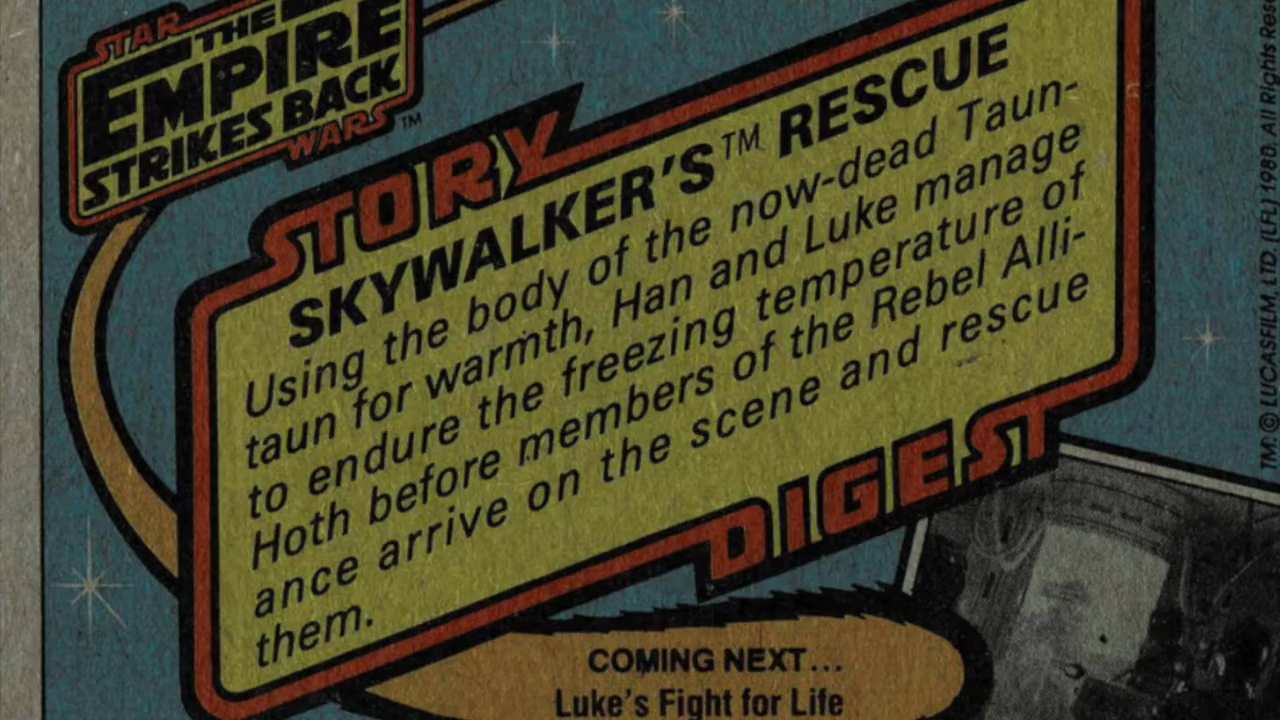 STAR
THE
EMPIRE
STRIKES BACK
WARS™
STORY
SKYWALKER'S™ RESCUE
Using the body of the now-dead Taun-
taun for warmth, Han and Luke manage
to endure the freezing temperature of
Hoth before members of the Rebel Alli-
ance arrive on the scene and rescue
them.
DIGEST
COMING NEXT...
Luke's Fight for Life
TM: © LUCASFILM, LTD. (LFL) 1980. All Rights